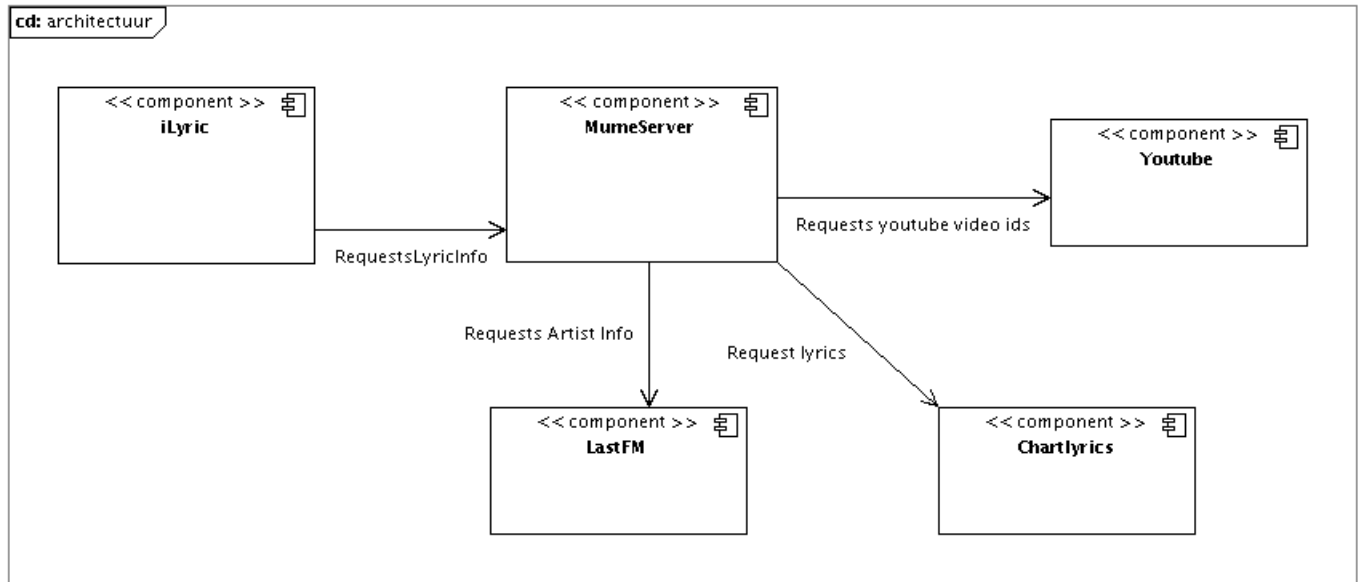 cd: architectuur
<< component >>
iLyric
<< component >>
MumeServer
<< component >>
Youtube
Requests youtube video ids
RequestsLyricInfo
Requests Artist Info
Request lyrics
<< component >>
LastFM
<< component >>
Chartlyrics